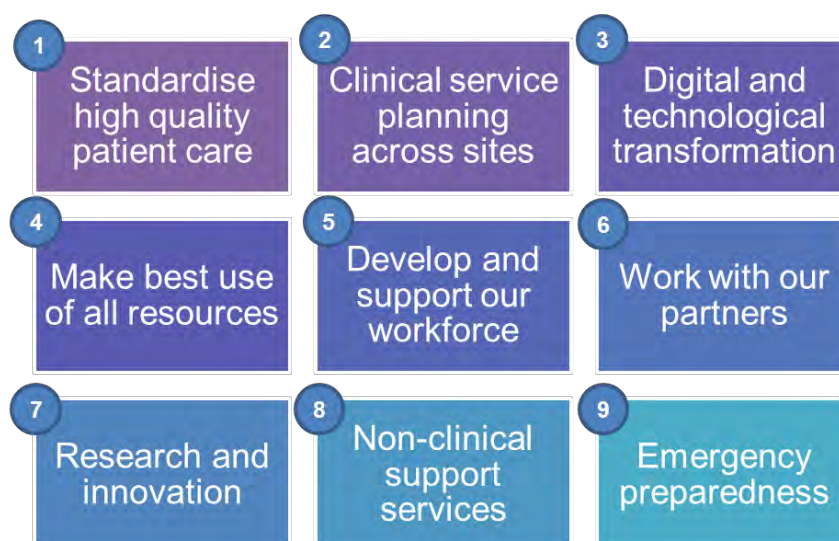 1
Standardise
high quality
patient care
2
Clinical service
planning
across sites
3
Digital and
technological
transformation
4
Make best use
of all resources
5
Develop and
support our
workforce
6
Work with our
partners
7
Research and
innovation
8
Non-clinical
support
services
9
Emergency
preparedness